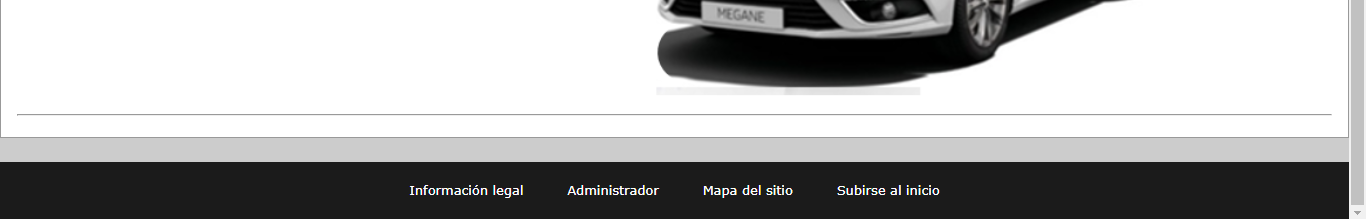 MEGANE
Información legal Administrador Mapa del sitio Subirse al inicio